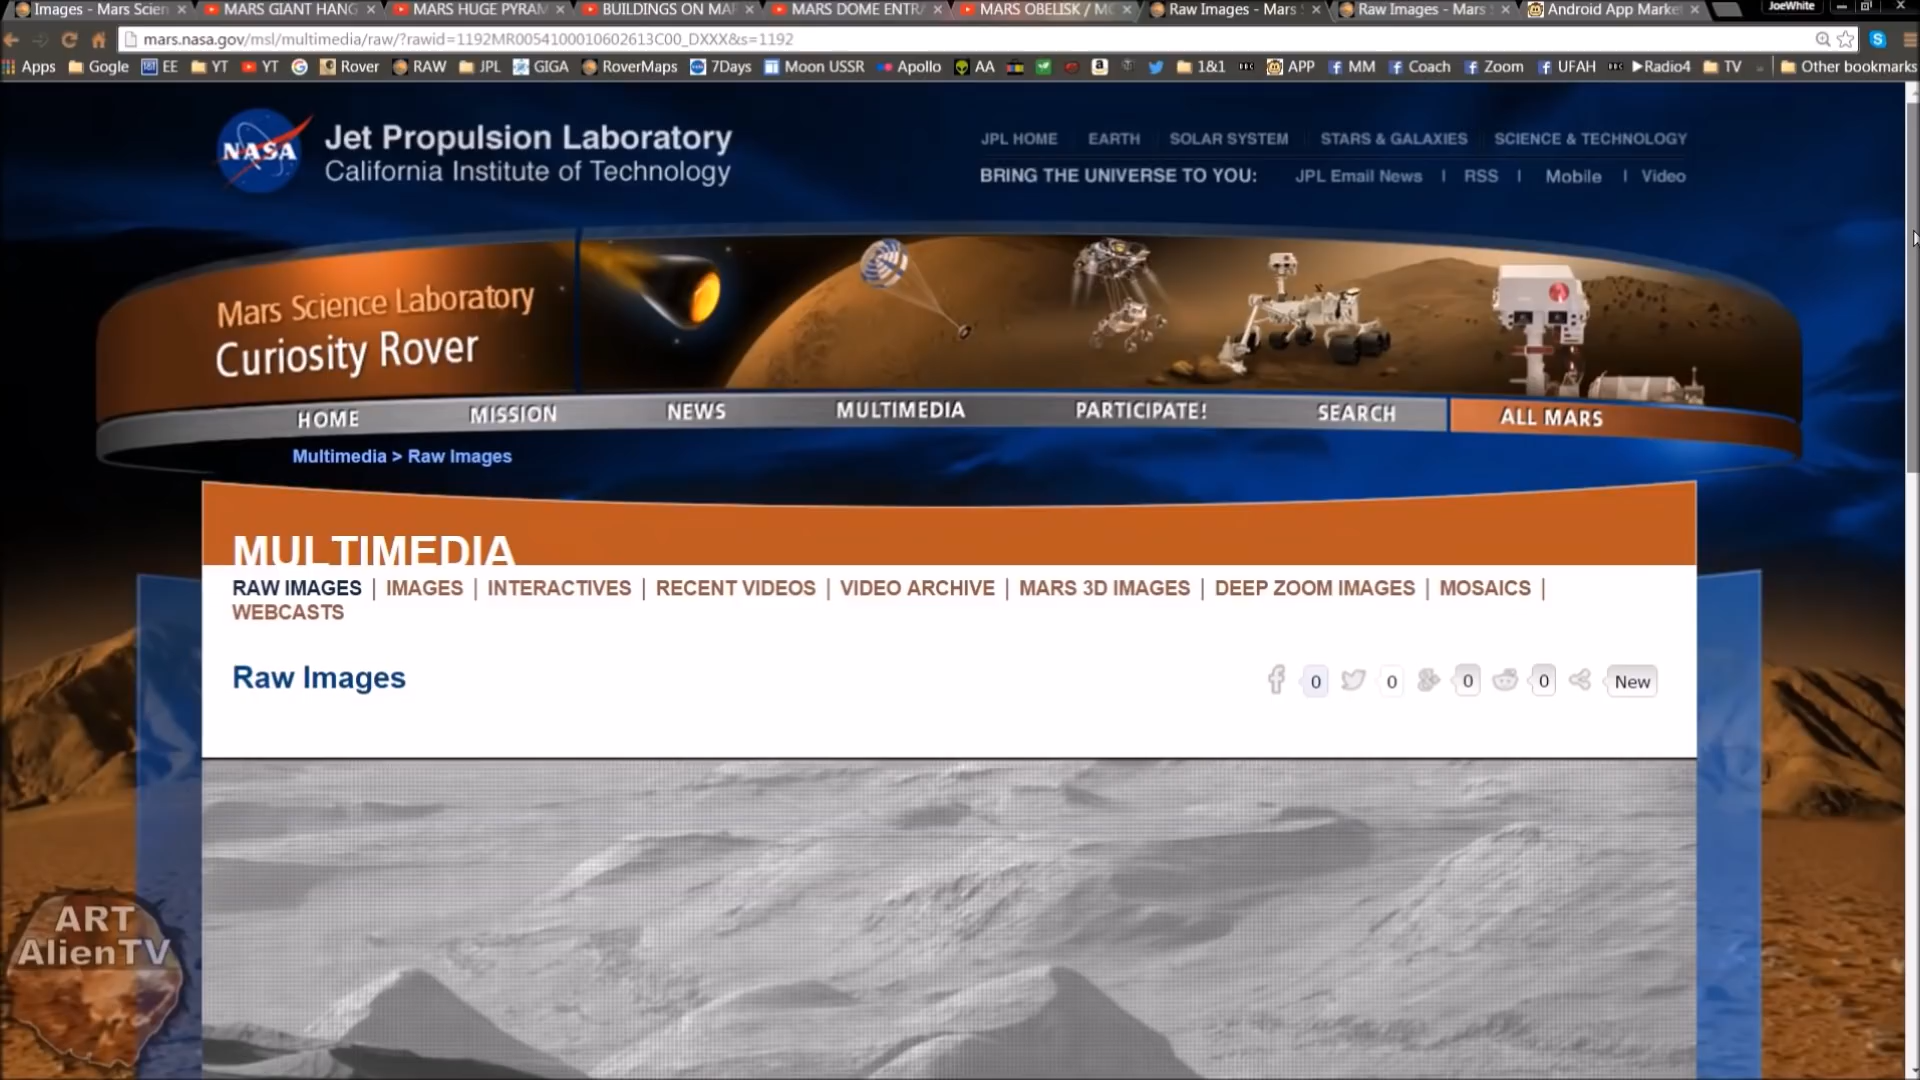 Images - Mars Scien
MARS GIANT HANG
MARS HUGE PYRAM
BUILDINGS ON MAR
MARS DOME ENTRA
MARS OBELISK / MO
Raw Images - Mars S
Raw Images - Mars S
Android App Market
JoeWhite
mars.nasa.gov/msl/multimedia/raw/?rawid=1192MR0054100010602613C00_DXXX&s=1192
Apps Gogle EE YT YT Rover RAW JPL GIGA RoverMaps 7Days Moon USSR Apollo AA 1&1 APP MM Coach Zoom UFAH Radio4 TV » Other bookmarks
NASA
Jet Propulsion Laboratory
California Institute of Technology
JPL HOME EARTH SOLAR SYSTEM STARS & GALAXIES SCIENCE & TECHNOLOGY
BRING THE UNIVERSE TO YOU: JPL Email News | RSS | Mobile | Video
Mars Science Laboratory
Curiosity Rover
HOME MISSION NEWS MULTIMEDIA PARTICIPATE! SEARCH ALL MARS
Multimedia > Raw Images
MULTIMEDIA
RAW IMAGES | IMAGES | INTERACTIVES | RECENT VIDEOS | VIDEO ARCHIVE | MARS 3D IMAGES | DEEP ZOOM IMAGES | MOSAICS |
WEBCASTS
Raw Images
0 0 0 0 New
ART
AlienTV